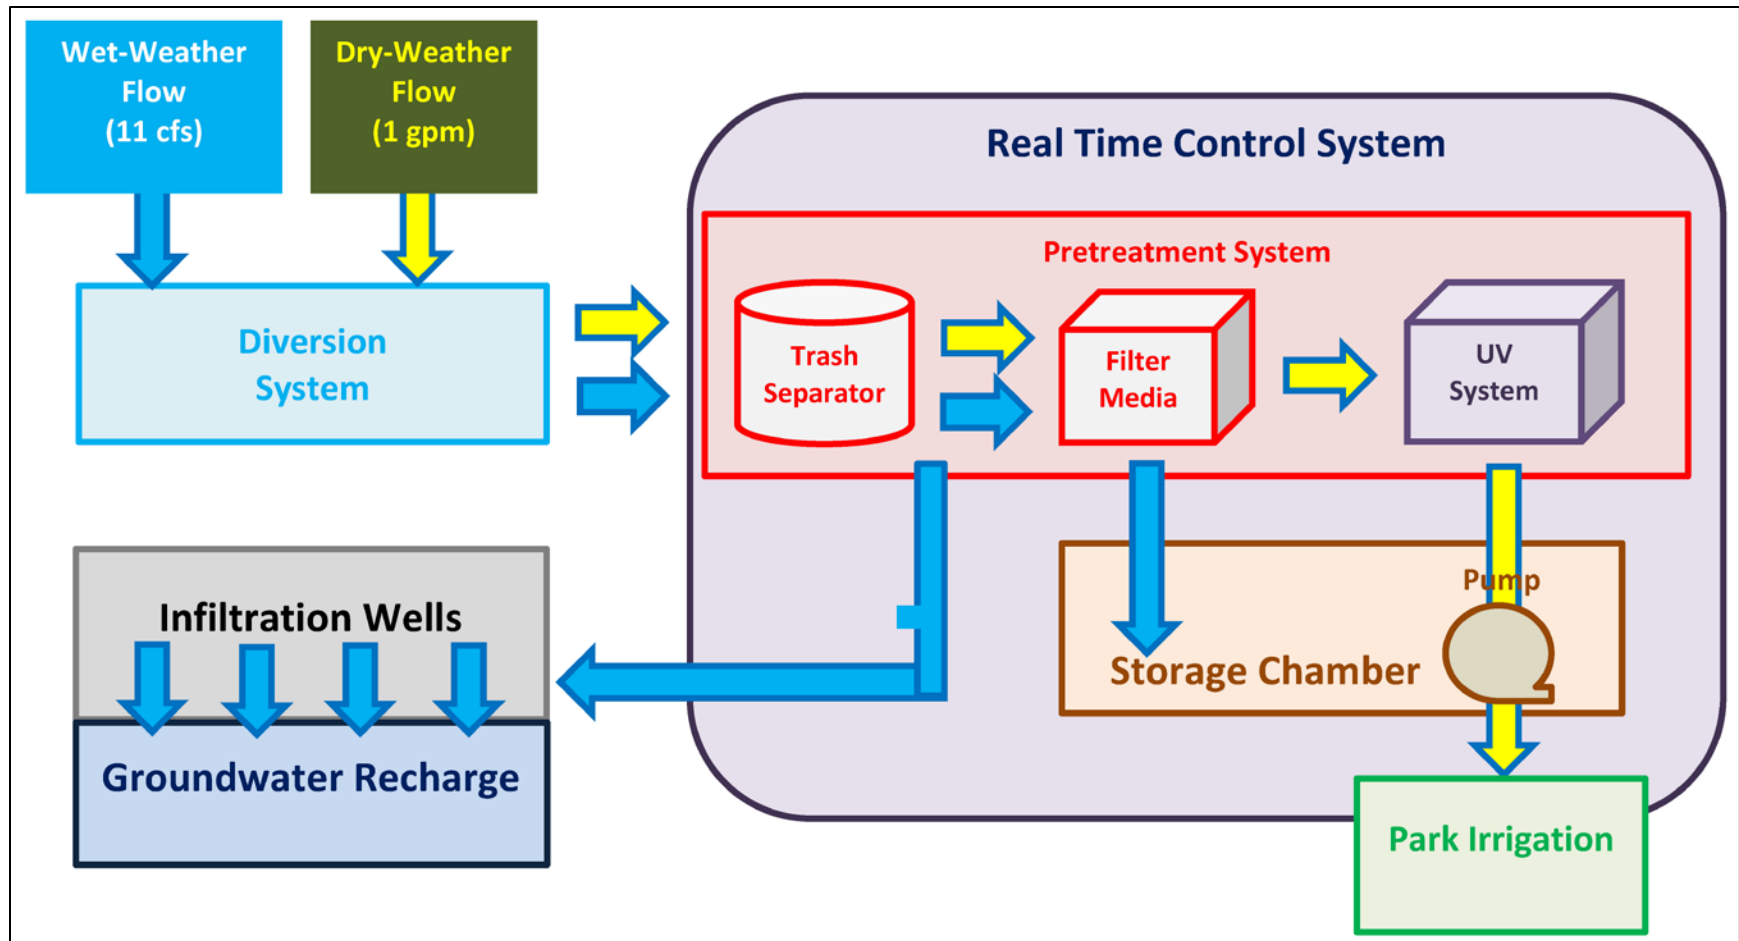 Wet-Weather
Flow
(11 cfs)
Dry-Weather
Flow
(1 gpm)
Real Time Control System
Pretreatment System
Diversion
System
Trash
Separator
Filter
Media
UV
System
Infiltration Wells
Pump
Storage Chamber
Groundwater Recharge
Park Irrigation